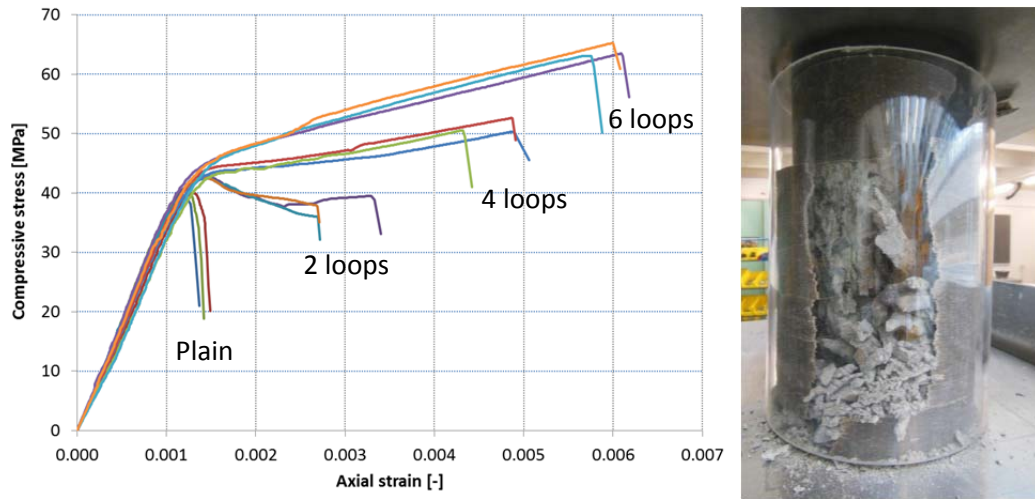 70
60
50
40
30
20
10
0
Compressive stress [MPa]
6 loops
4 loops
2 loops
Plain
0.000 0.001 0.002 0.003 0.004 0.005 0.006 0.007
Axial strain [-]